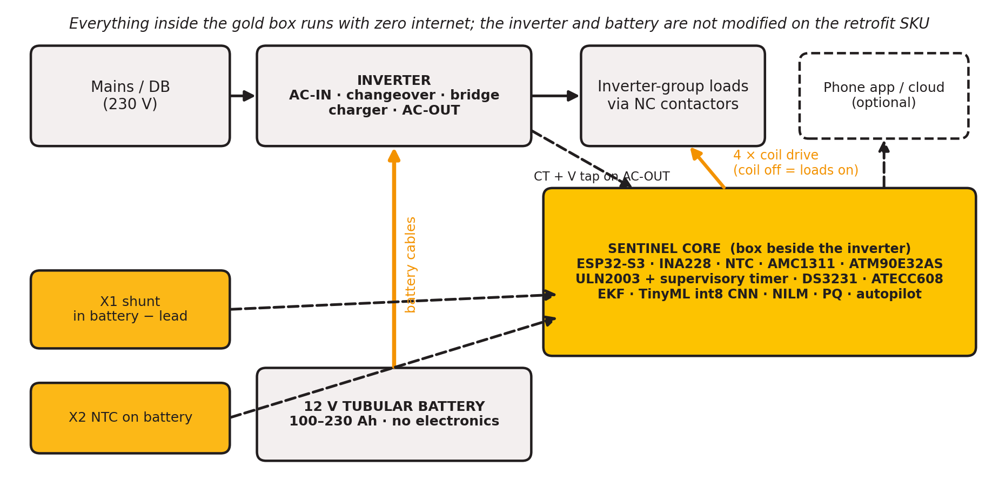 Everything inside the gold box runs with zero internet; the inverter and battery are not modified on the retrofit SKU
Mains / DB
(230 V)
INVERTER
AC-IN · changeover · bridge
charger · AC-OUT
Inverter-group loads
via NC contactors
Phone app / cloud
(optional)
4 × coil drive
(coil off = loads on)
CT + V tap on AC-OUT
battery cables
SENTINEL CORE  (box beside the inverter)
ESP32-S3 · INA228 · NTC · AMC1311 · ATM90E32AS
ULN2003 + supervisory timer · DS3231 · ATECC608
EKF · TinyML int8 CNN · NILM · PQ · autopilot
X1 shunt
in battery − lead
X2 NTC on battery
12 V TUBULAR BATTERY
100–230 Ah · no electronics